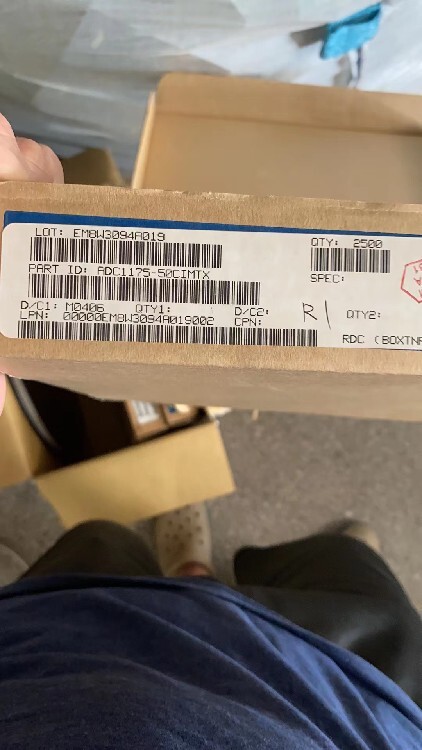 LOT: EM8W3094A019
QTY: 2500
PART ID: ADC1175-50CIMTX
SPEC:
D/C1: M0406 QTY1: D/C2: R1 QTY2:
LPN: 00000EM8W3094A019002 CPN:
RDC (BOXTNR